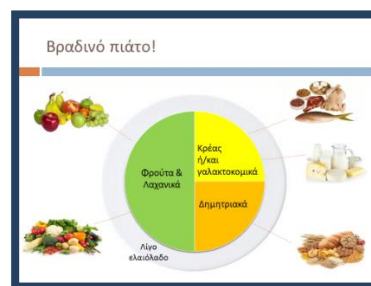 Βραδινό πιάτο!
Φρούτα &
Λαχανικά
Κρέας
ή/και
γαλακτοκομικά
Δημητριακά
Λίγο
ελαιόλαδο